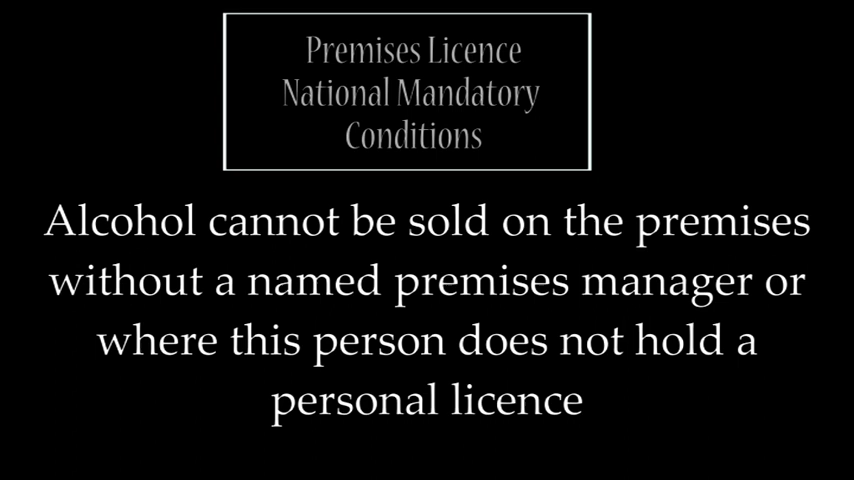 Premises Licence
National Mandatory
Conditions
Alcohol cannot be sold on the premises
without a named premises manager or
where this person does not hold a
personal licence